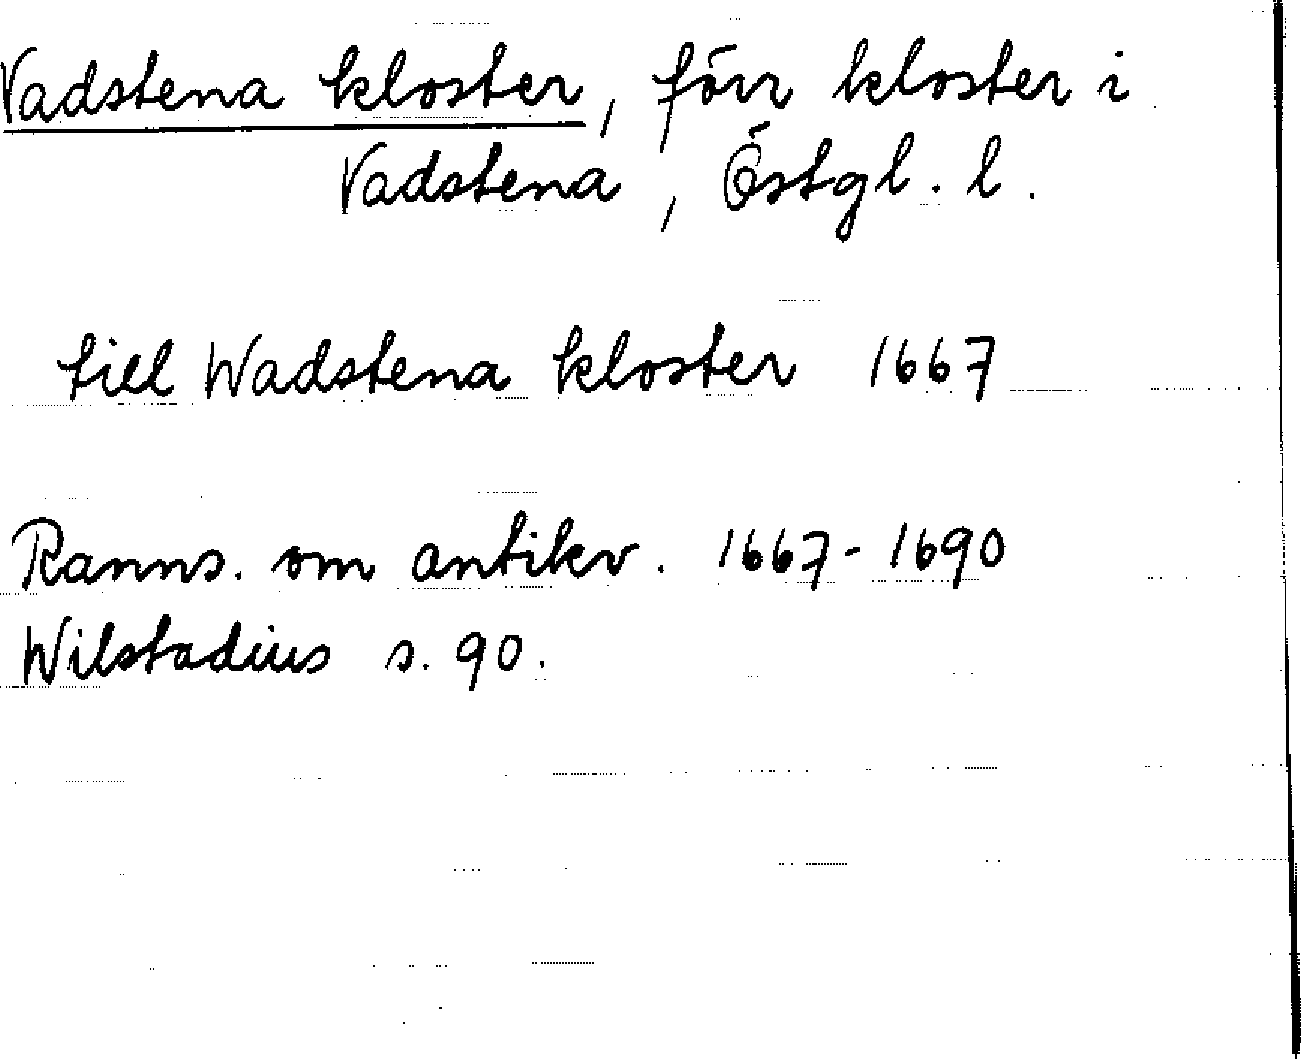 Vadstena kloster, förr kloster i
Vadstena, Östgl. l.
till Wadstena kloster 1667
Ranns. om antikv. 1667-1690
Wilstadius s. 90.